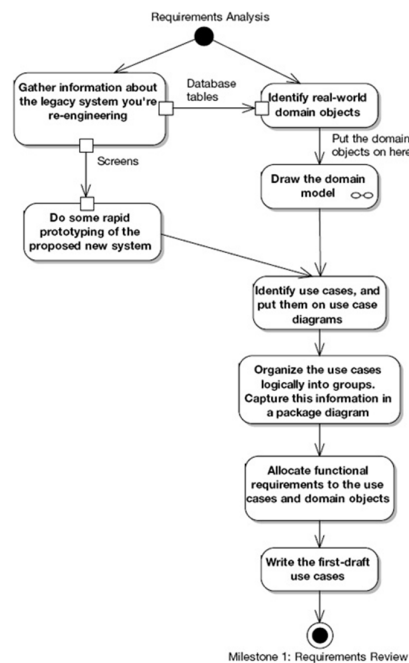 Requirements Analysis
Gather information about
the legacy system you're
re-engineering
Database
tables
Identify real-world
domain objects
Put the domain
objects on here
Screens
Draw the domain
model
Do some rapid
prototyping of the
proposed new system
Identify use cases, and
put them on use case
diagrams
Organize the use cases
logically into groups.
Capture this information in
a package diagram
Allocate functional
requirements to the use
cases and domain objects
Write the first-draft
use cases
Milestone 1: Requirements Review